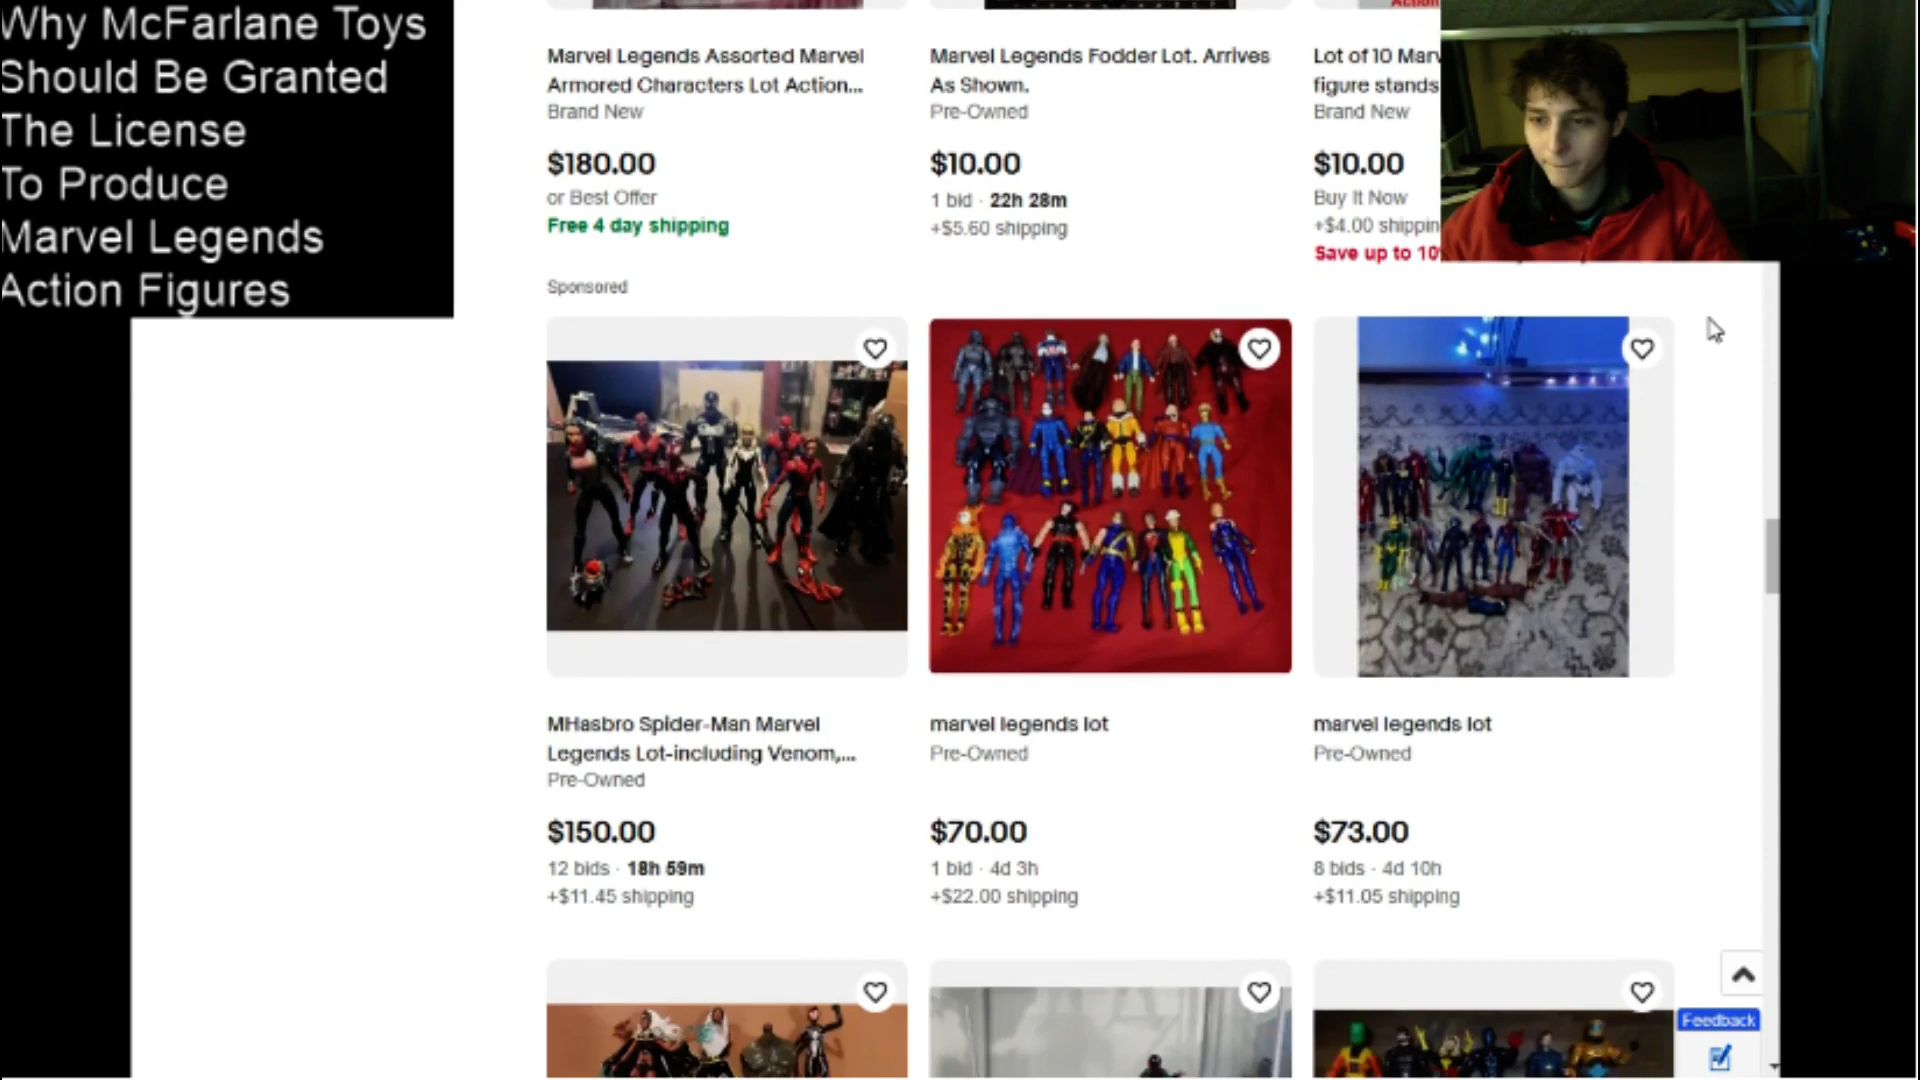 Why McFarlane Toys
Should Be Granted
The License
To Produce
Marvel Legends
Action Figures
Marvel Legends Assorted Marvel
Armored Characters Lot Action...
Brand New
$180.00
or Best Offer
Free 4 day shipping
Sponsored
Marvel Legends Fodder Lot. Arrives
As Shown.
Pre-Owned
$10.00
1 bid · 22h 28m
+$5.60 shipping
Action
Lot of 10 Marv
figure stands
Brand New
$10.00
Buy It Now
+$4.00 shippin
Save up to 10
MHasbro Spider-Man Marvel
Legends Lot-including Venom,...
Pre-Owned
$150.00
12 bids · 18h 59m
+$11.45 shipping
marvel legends lot
Pre-Owned
$70.00
1 bid · 4d 3h
+$22.00 shipping
marvel legends lot
Pre-Owned
$73.00
8 bids · 4d 10h
+$11.05 shipping
Feedback